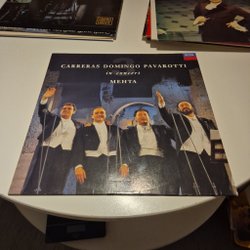 CARRERAS DOMINGO PAVAROTTI
in concert
MEHTA